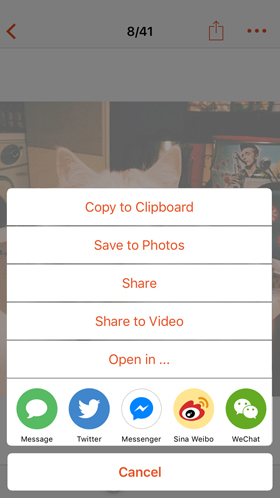 8/41
Copy to Clipboard
Save to Photos
Share
Share to Video
Open in ...
Message Twitter Messenger Sina Weibo WeChat
Cancel